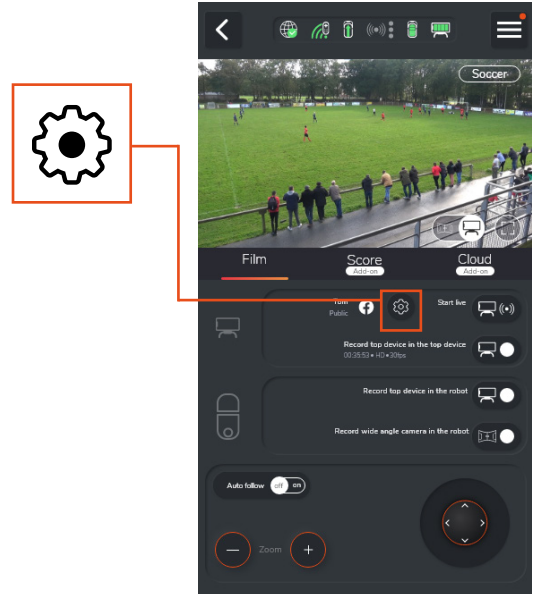 Soccer
Film
Score
Cloud
Add-on
Add-on
Tom
Public
Start live
Record top device in the top device
00:35:53 • HD • 30fps
Record top device in the robot
Record wide angle camera in the robot
Auto follow
off
on
Zoom